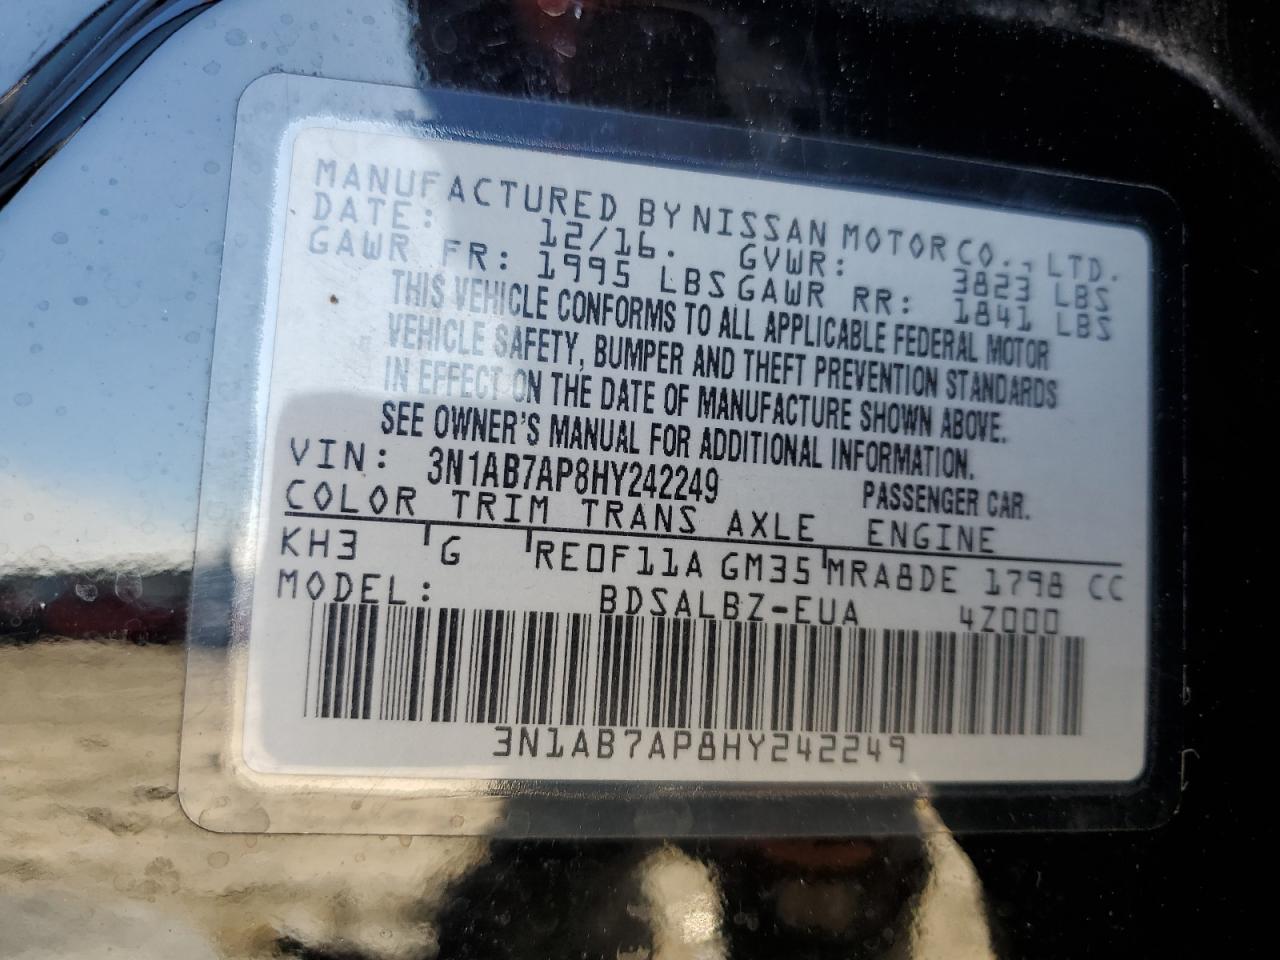 MANUFACTURED BY NISSAN MOTOR CO., LTD.
DATE: 12/16. GVWR: 3823 LBS
GAWR FR: 1995 LBS GAWR RR: 1841 LBS
THIS VEHICLE CONFORMS TO ALL APPLICABLE FEDERAL MOTOR
VEHICLE SAFETY, BUMPER AND THEFT PREVENTION STANDARDS
IN EFFECT ON THE DATE OF MANUFACTURE SHOWN ABOVE.
SEE OWNER'S MANUAL FOR ADDITIONAL INFORMATION.
VIN: 3N1AB7AP8HY242249 PASSENGER CAR.
COLOR TRIM TRANS AXLE ENGINE
KH3 G RE0F11A GM35 MRA8DE 1798 CC
MODEL: BDSALBZ-EUA 4Z000
3N1AB7AP8HY242249